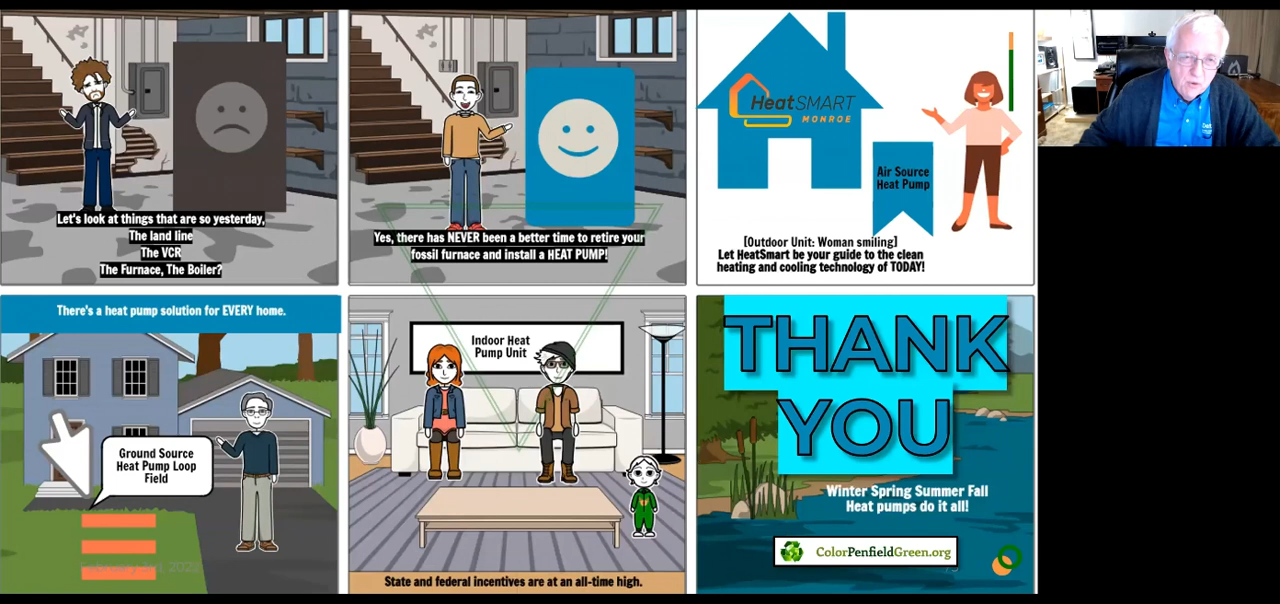 Let's look at things that are so yesterday,
The land line
The VCR
The Furnace, The Boiler?
Yes, there has NEVER been a better time to retire your
fossil furnace and install a HEAT PUMP!
HeatSMART
MONROE
Air Source
Heat Pump
[Outdoor Unit: Woman smiling]
Let HeatSmart be your guide to the clean
heating and cooling technology of TODAY!
There's a heat pump solution for EVERY home.
Ground Source
Heat Pump Loop
Field
Indoor Heat
Pump Unit
State and federal incentives are at an all-time high.
THANK
YOU
Winter Spring Summer Fall
Heat pumps do it all!
ColorPenfieldGreen.org